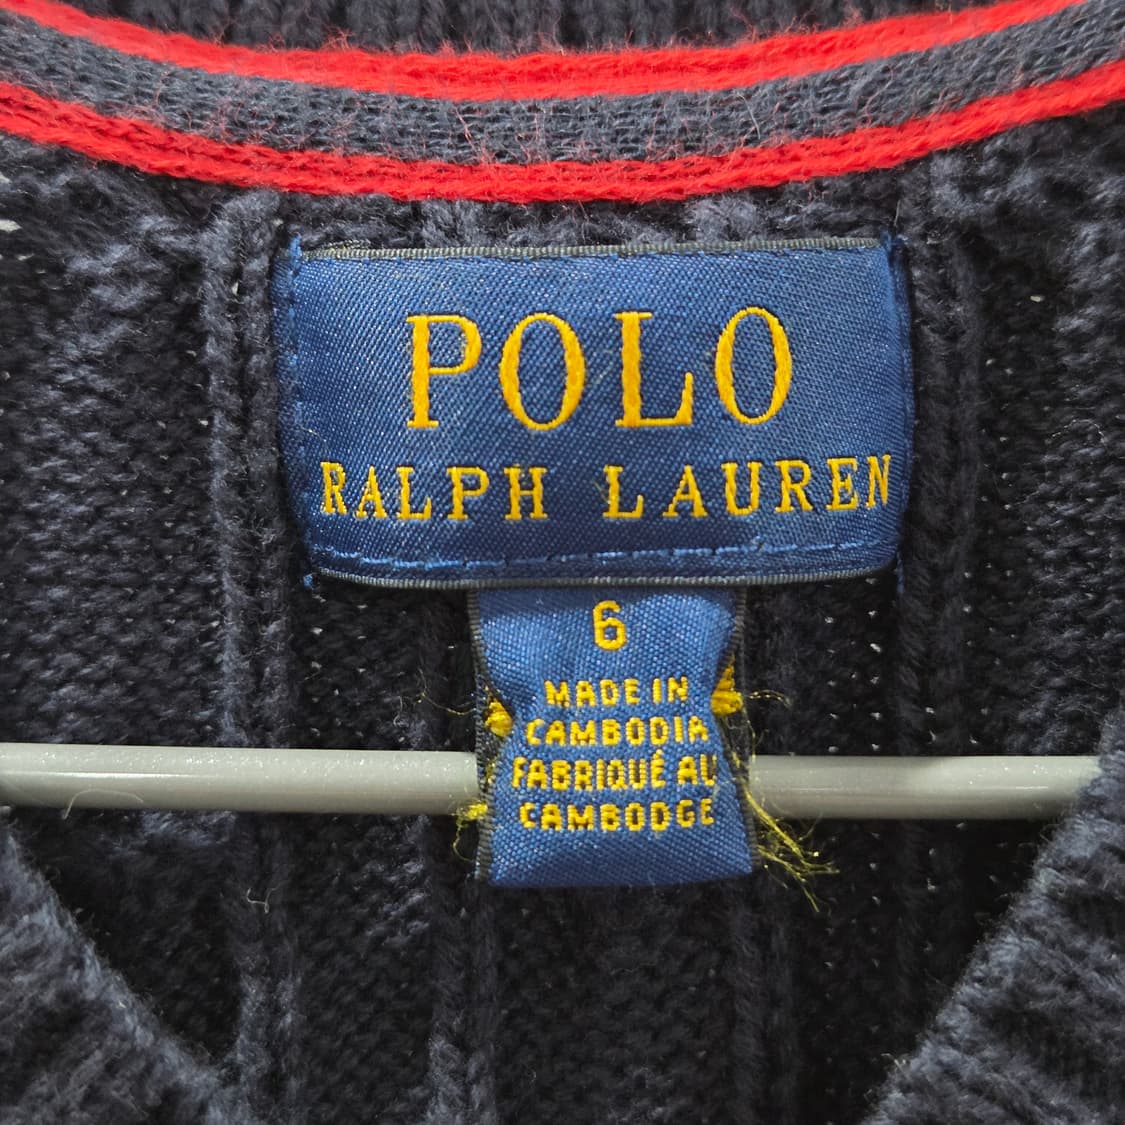 POLO
RALPH LAUREN
6
MADE IN
CAMBODIA
FABRIQUÉ AU
CAMBODGE